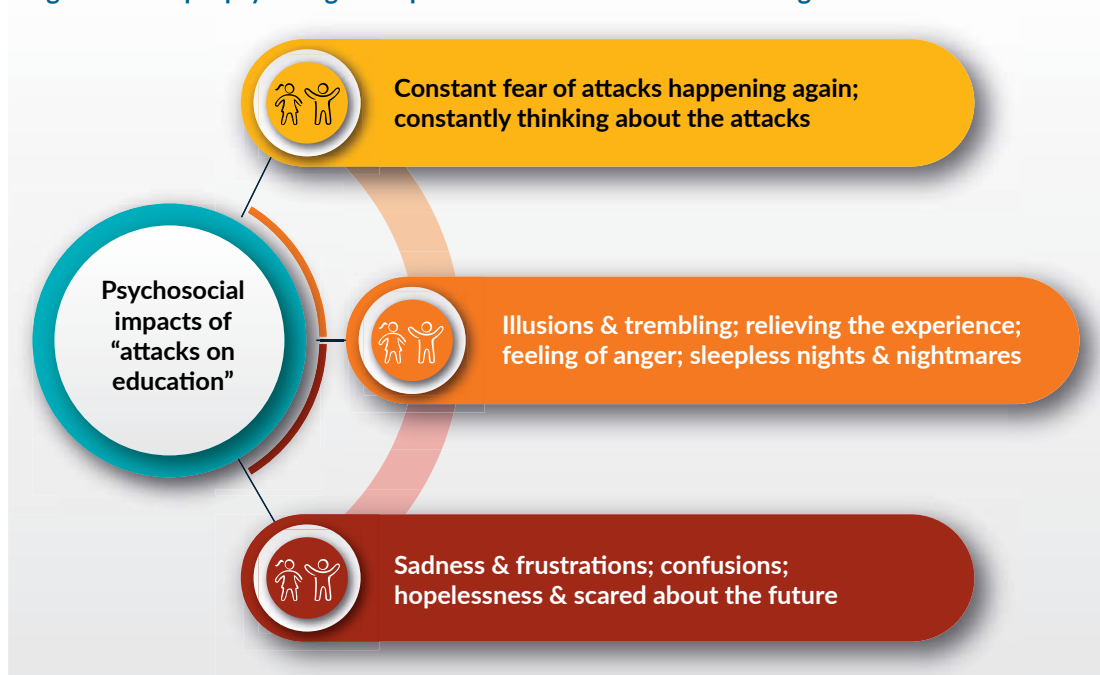 Constant fear of attacks happening again;
constantly thinking about the attacks
Psychosocial
impacts of
“attacks on
education”
Illusions & trembling; relieving the experience;
feeling of anger; sleepless nights & nightmares
Sadness & frustrations; confusions;
hopelessness & scared about the future